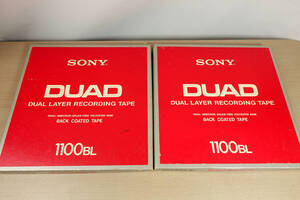 SONY
DUAD
DUAL LAYER RECORDING TAPE
BACK COATED TAPE
1100BL
SONY
DUAD
DUAL LAYER RECORDING TAPE
BACK COATED TAPE
1100BL